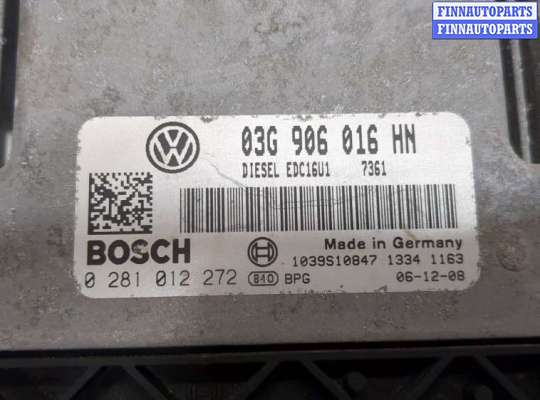 FINNAUTOPARTS
FINNAUTOPARTS
03G 906 016 HN
DIESEL EDC16U1 7361
BOSCH
Made in Germany
1039S10847 1334 1163
0 281 012 272 840 BPG 06-12-08